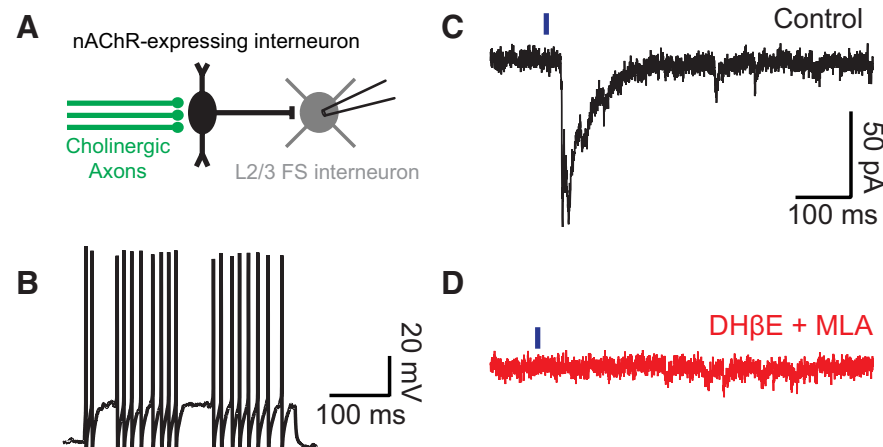 A
nAChR-expressing interneuron
Cholinergic
Axons
L2/3 FS interneuron
B
20 mV
100 ms
C
Control
50 pA
100 ms
D
DHβE + MLA